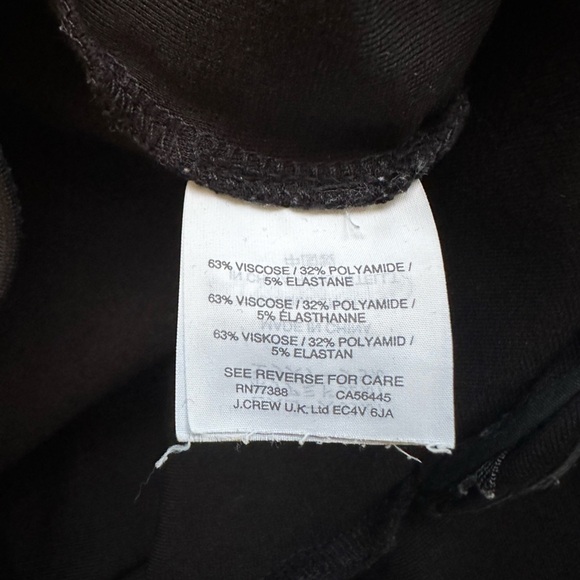 63% VISCOSE / 32% POLYAMIDE /
5% ELASTANE
63% VISCOSE / 32% POLYAMIDE /
5% ÉLASTHANNE
63% VISKOSE / 32% POLYAMID /
5% ELASTAN
SEE REVERSE FOR CARE
RN77388 CA56445
J.CREW U.K. Ltd EC4V 6JA